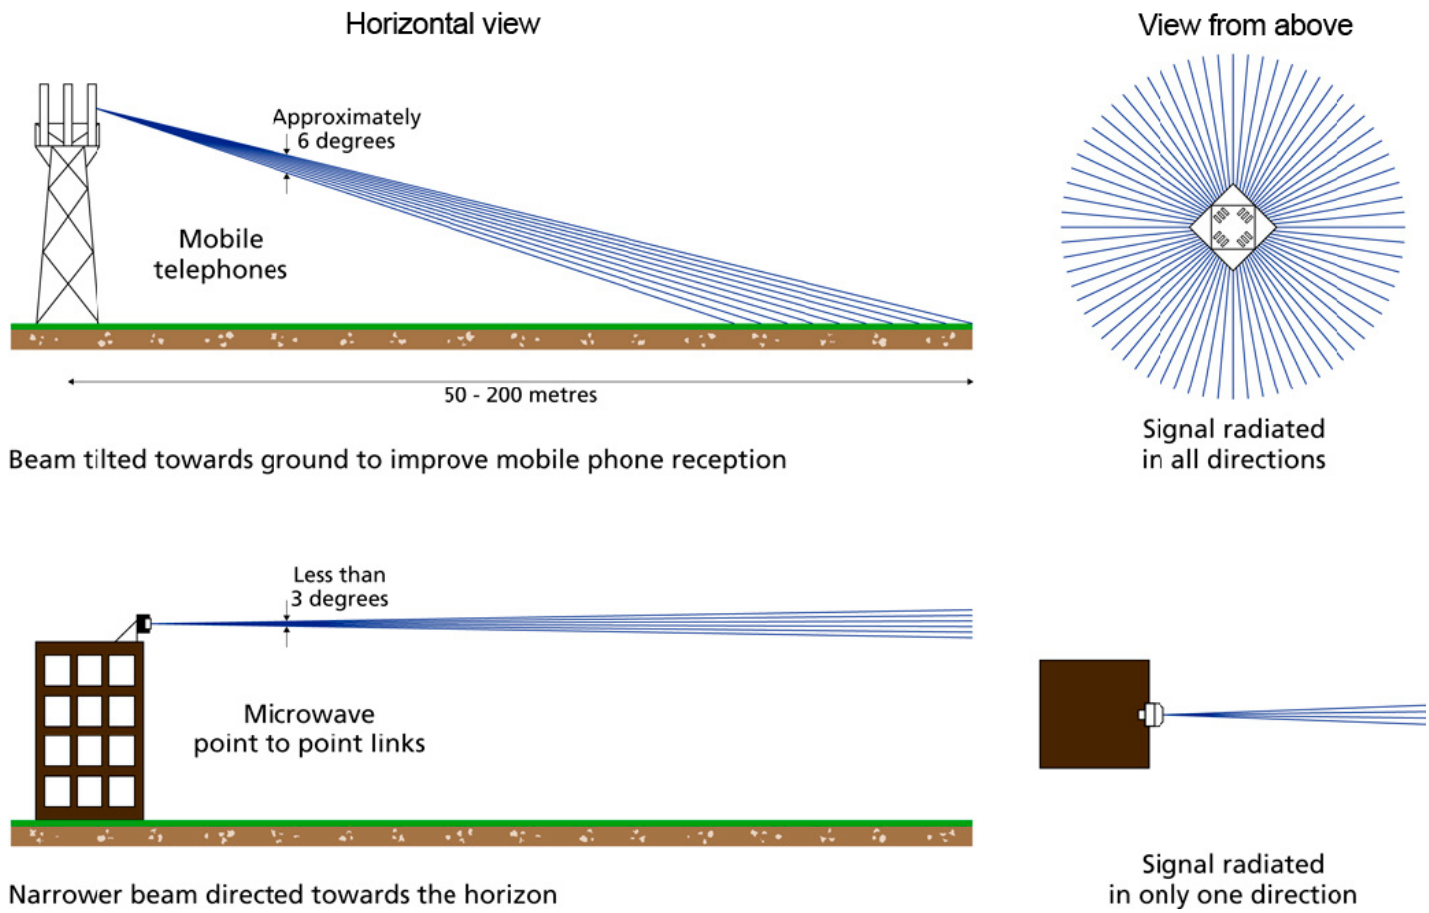 Horizontal view
View from above
Approximately
6 degrees
Mobile
telephones
50 - 200 metres
Beam tilted towards ground to improve mobile phone reception
Signal radiated
in all directions
Less than
3 degrees
Microwave
point to point links
Narrower beam directed towards the horizon
Signal radiated
in only one direction